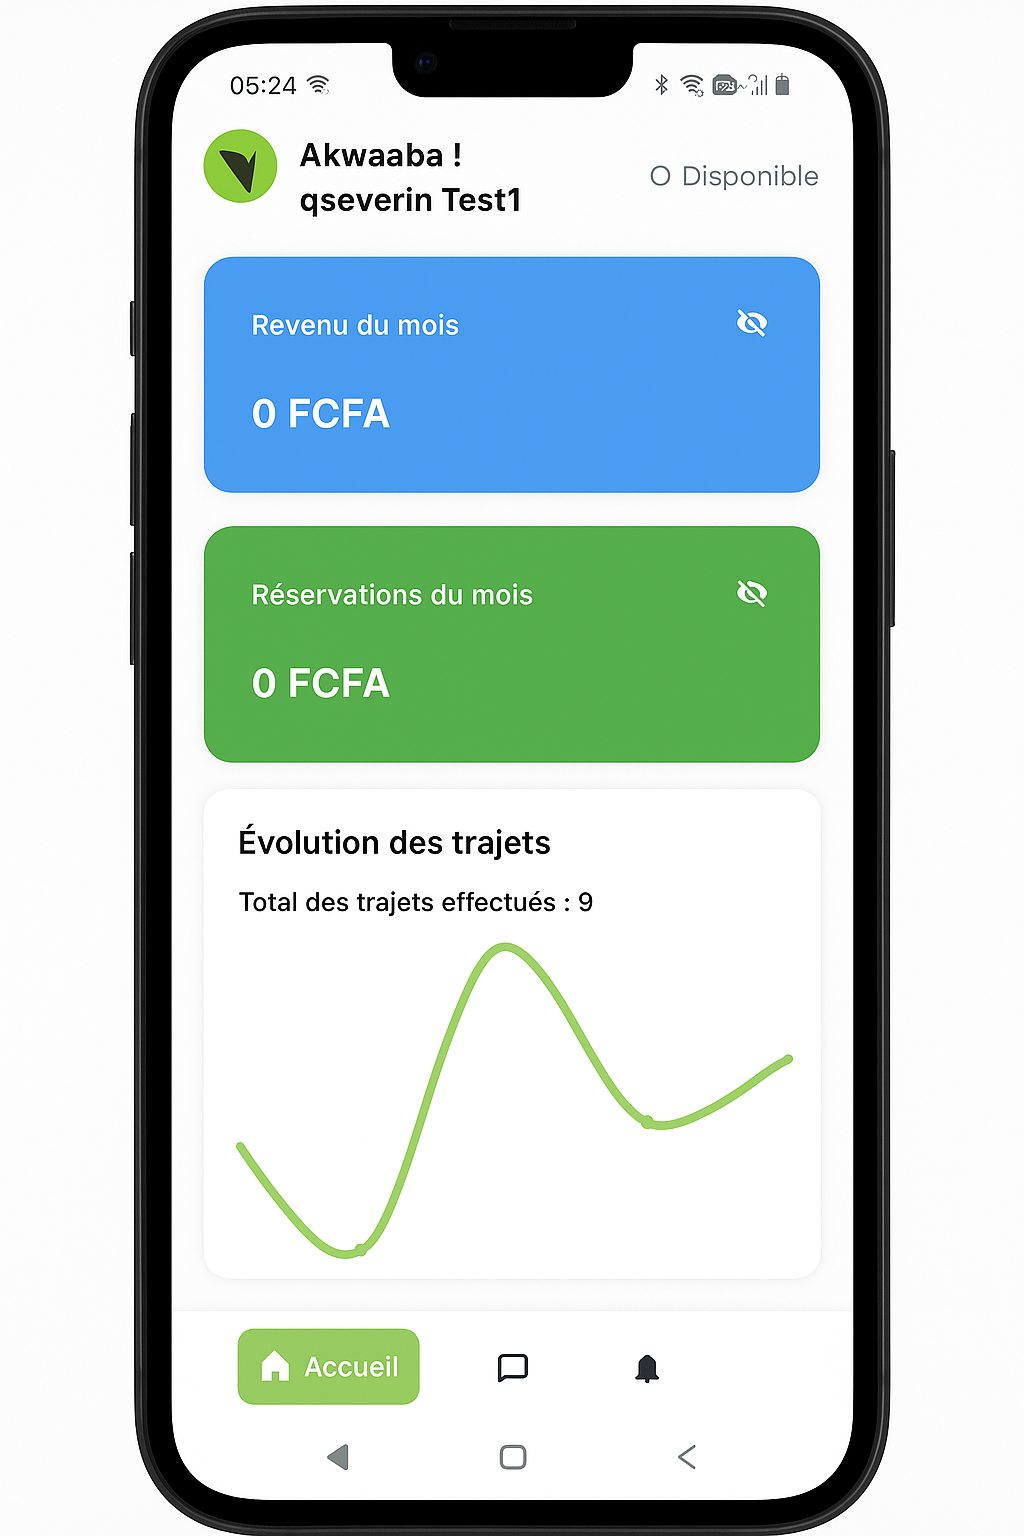 05:24
Akwaaba !
qseverin Test1
Disponible
Revenu du mois
0 FCFA
Réservations du mois
0 FCFA
Évolution des trajets
Total des trajets effectués : 9
Accueil